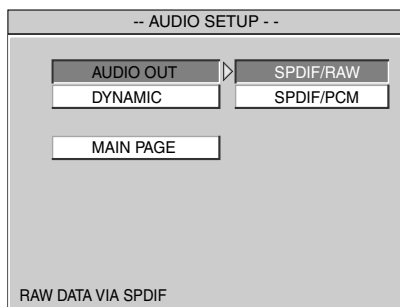 -- AUDIO SETUP - -
AUDIO OUT SPDIF/RAW
DYNAMIC SPDIF/PCM
MAIN PAGE
RAW DATA VIA SPDIF